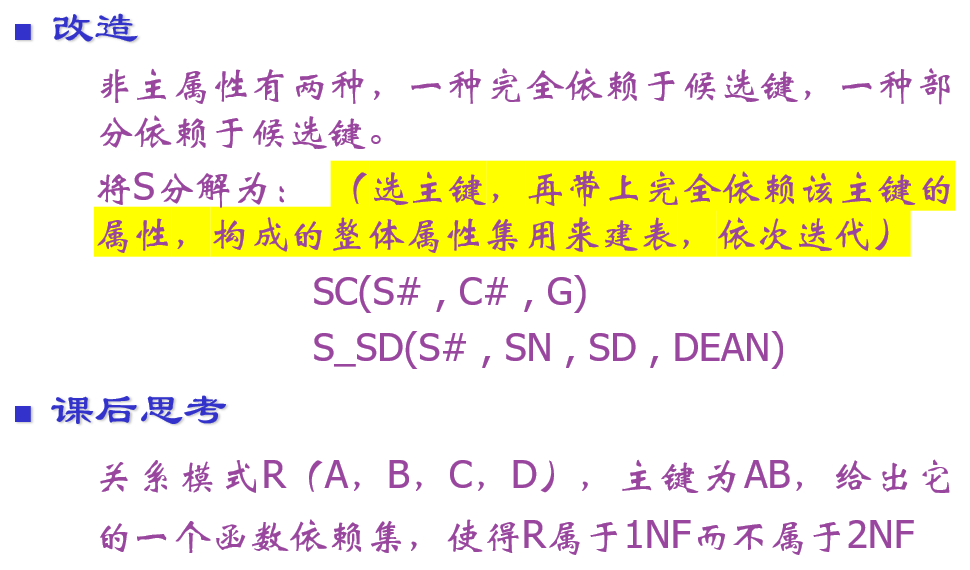 改造
非主属性有两种，一种完全依赖于候选键，一种部
分依赖于候选键。
将S分解为：（选主键，再带上完全依赖该主键的
属性，构成的整体属性集用来建表，依次迭代）
SC(S# , C# , G)
S_SD(S# , SN , SD , DEAN)
课后思考
关系模式R（A，B，C，D），主键为AB，给出它
的一个函数依赖集，使得R属于1NF而不属于2NF